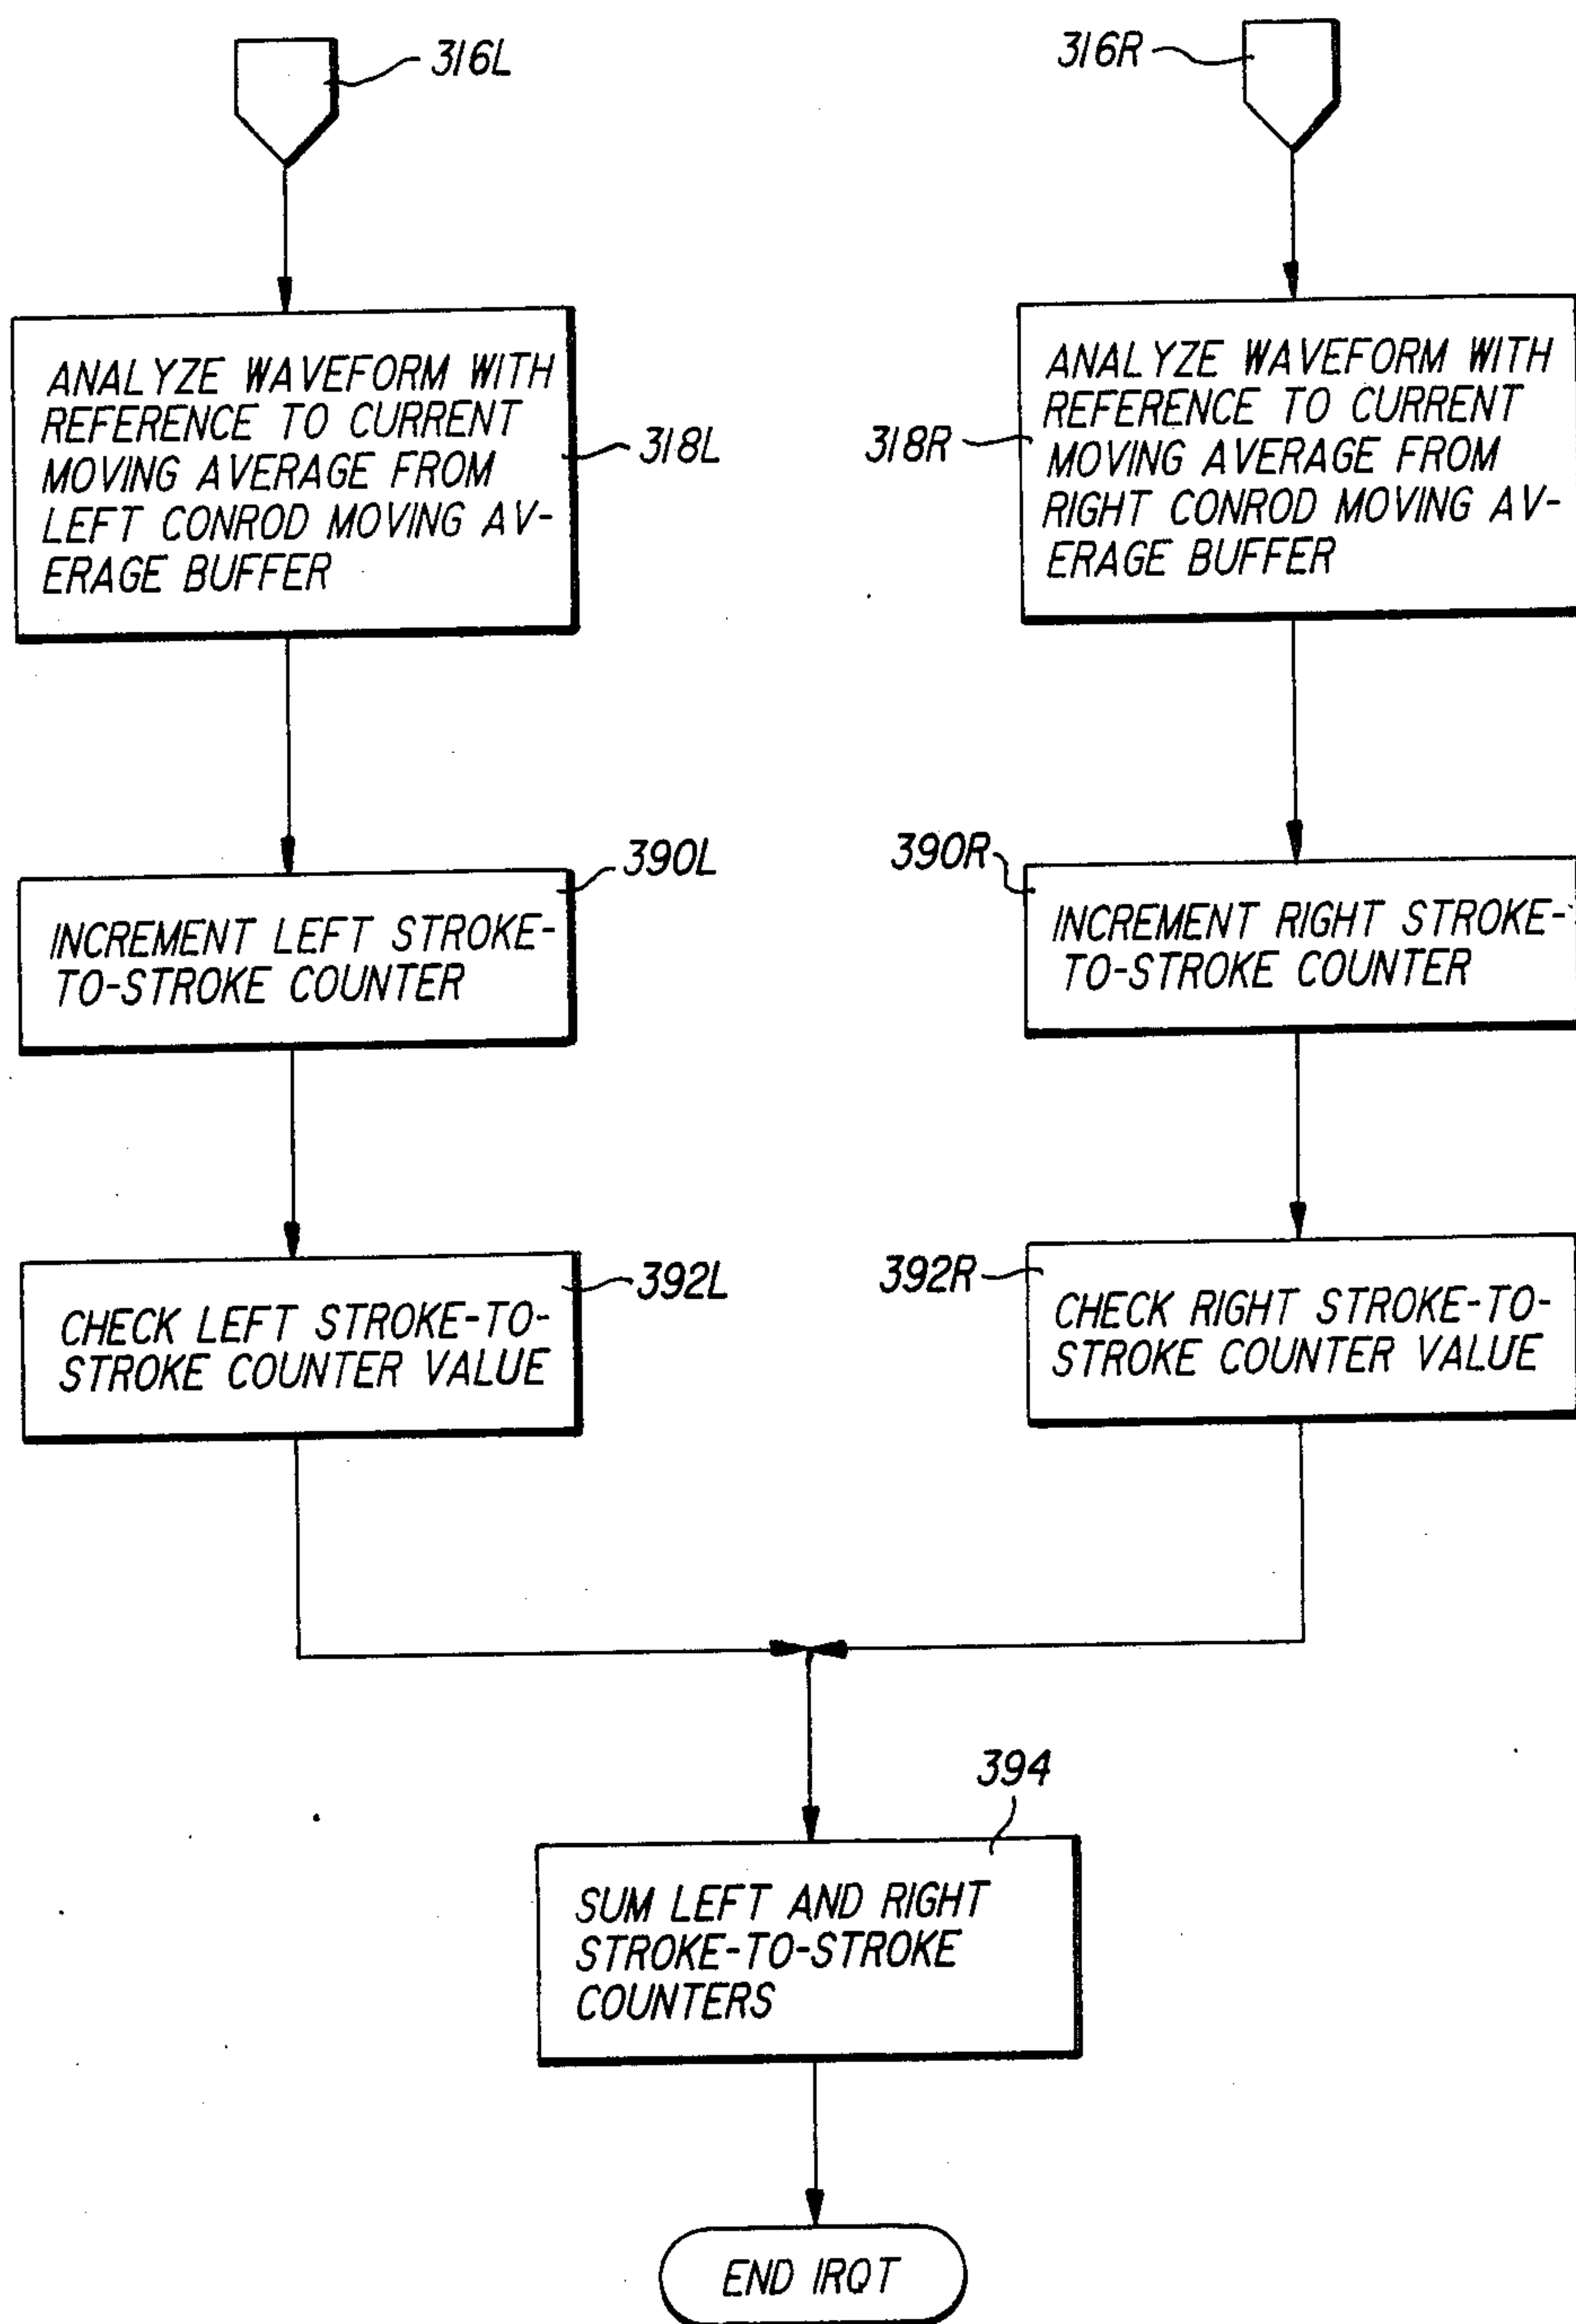 316L
316R
ANALYZE WAVEFORM WITH
REFERENCE TO CURRENT
MOVING AVERAGE FROM
LEFT CONROD MOVING AV-
ERAGE BUFFER
318L
318R
ANALYZE WAVEFORM WITH
REFERENCE TO CURRENT
MOVING AVERAGE FROM
RIGHT CONROD MOVING AV-
ERAGE BUFFER
390L
INCREMENT LEFT STROKE-
TO-STROKE COUNTER
390R
INCREMENT RIGHT STROKE-
TO-STROKE COUNTER
392L
CHECK LEFT STROKE-TO-
STROKE COUNTER VALUE
392R
CHECK RIGHT STROKE-TO-
STROKE COUNTER VALUE
394
SUM LEFT AND RIGHT
STROKE-TO-STROKE
COUNTERS
END IRQT